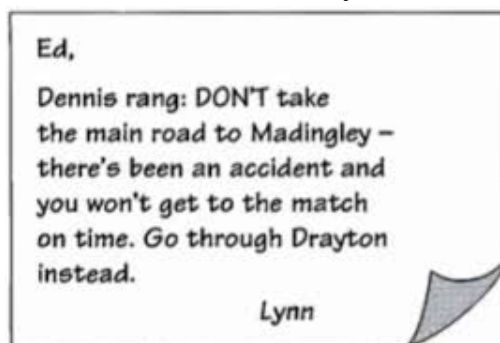 Ed,
Dennis rang: DON'T take
the main road to Madingley –
there's been an accident and
you won't get to the match
on time. Go through Drayton
instead.
Lynn